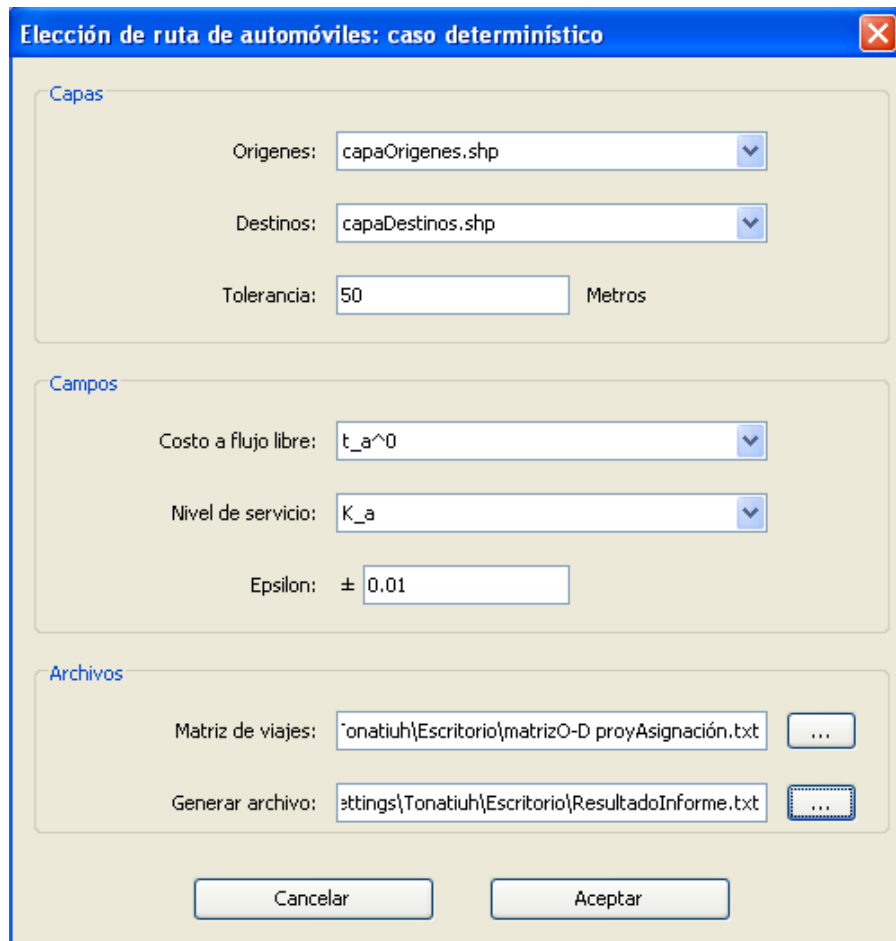 Elección de ruta de automóviles: caso determinístico
Capas
Origenes: capaOrigenes.shp
Destinos: capaDestinos.shp
Tolerancia: 50 Metros
Campos
Costo a flujo libre: t_a^0
Nivel de servicio: K_a
Epsilon: ± 0.01
Archivos
Matriz de viajes: Tonatiuh\Escritorio\matrizO-D proyAsignación.txt ...
Generar archivo: ettings\Tonatiuh\Escritorio\ResultadoInforme.txt ...
Cancelar Aceptar